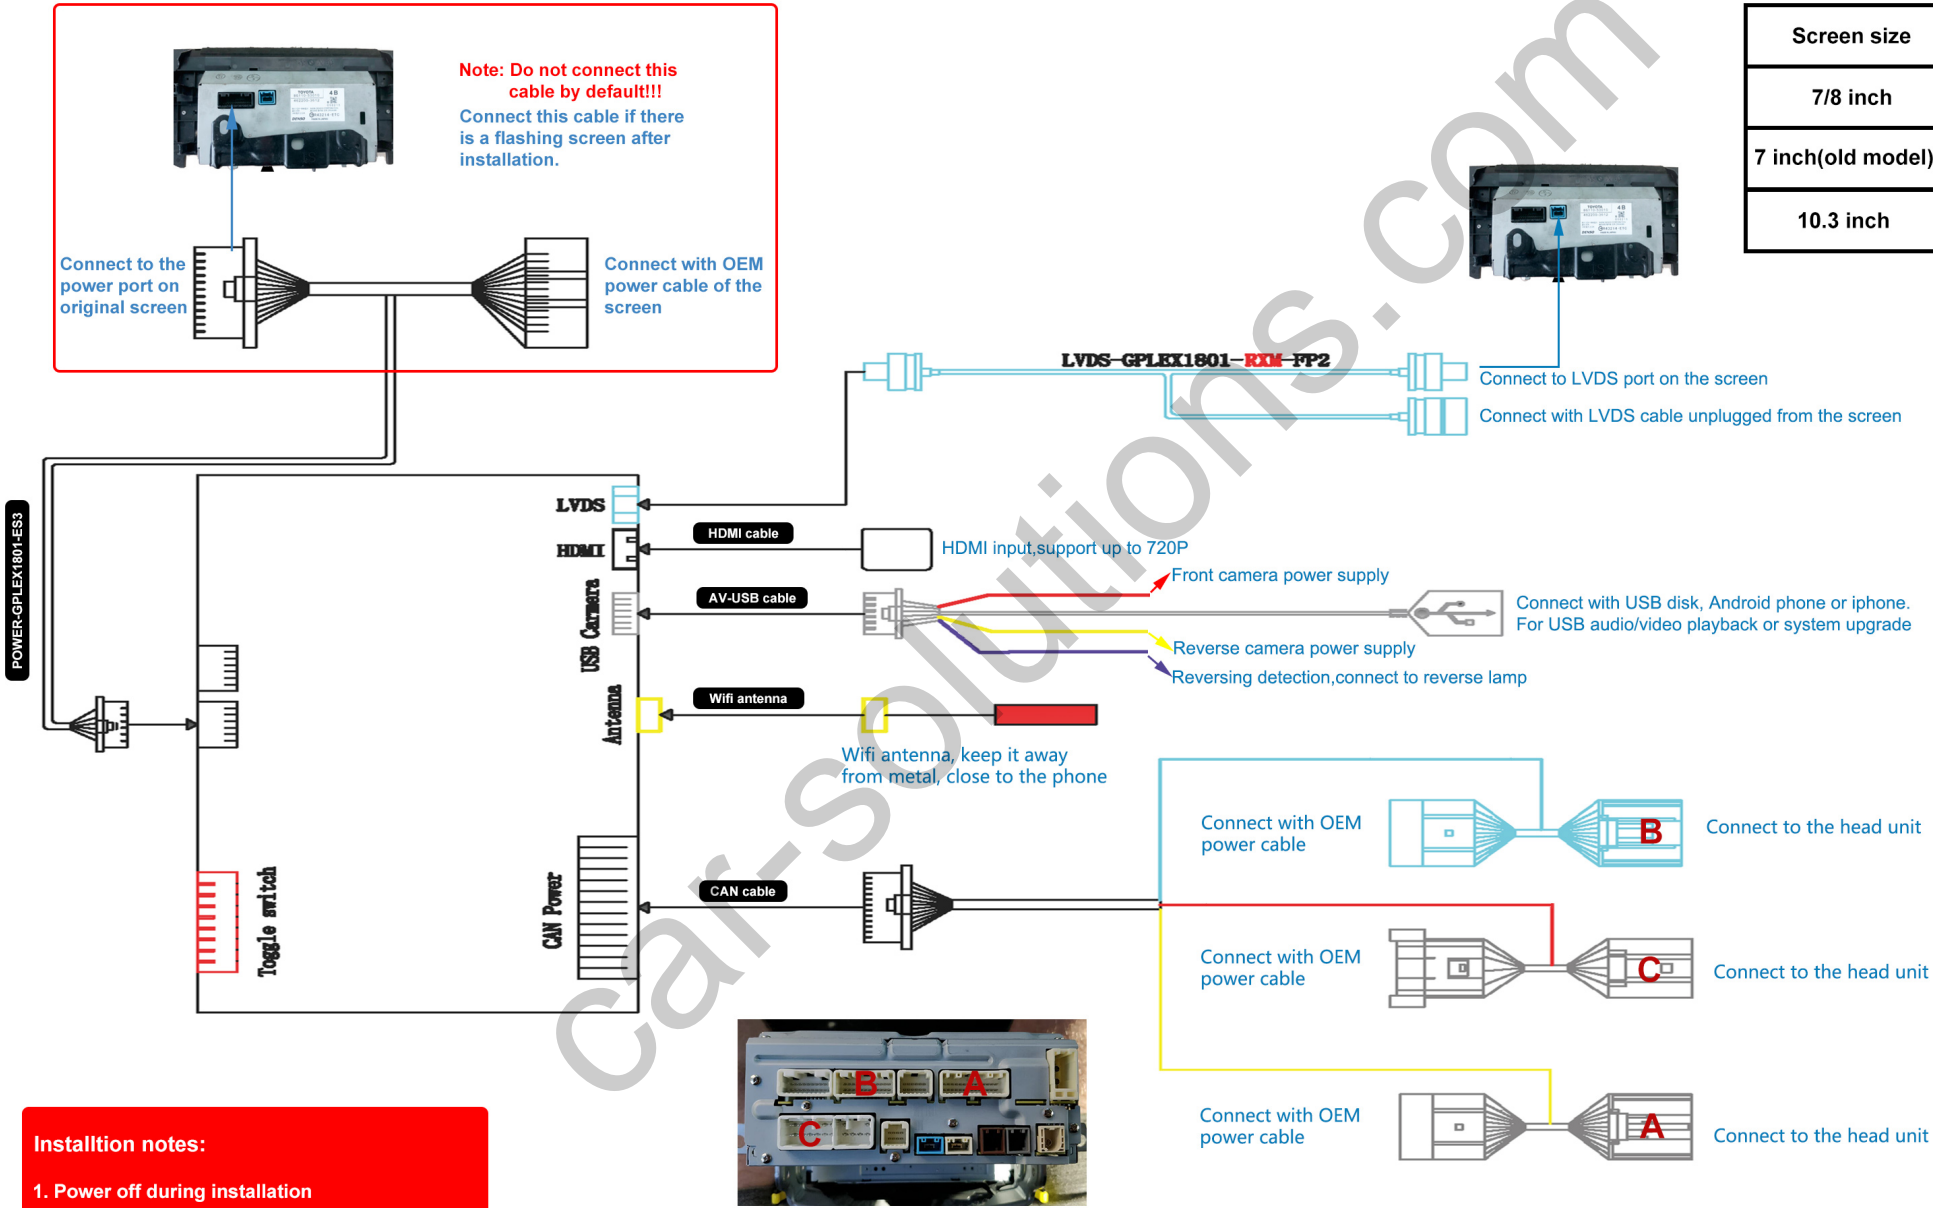 Note: Do not connect this
cable by default!!!
Connect this cable if there
is a flashing screen after
installation.
Connect to the
power port on
original screen
Connect with OEM
power cable of the
screen
Screen size
7/8 inch
7 inch(old model)
10.3 inch
TOYOTA
4B
TOYOTA
4B
LVDS-GPLEX1801-RXM-FP2
Connect to LVDS port on the screen
Connect with LVDS cable unplugged from the screen
POWER-GPLEX1801-ES3
LVDS
HDMI
USB Carmera
Antenna
CAN Power
Toggle switch
HDMI cable
HDMI input,support up to 720P
AV-USB cable
Front camera power supply
Connect with USB disk, Android phone or iphone.
For USB audio/video playback or system upgrade
Reverse camera power supply
Reversing detection,connect to reverse lamp
Wifi antenna
Wifi antenna, keep it away
from metal, close to the phone
CAN cable
Connect with OEM
power cable
B
Connect to the head unit
Connect with OEM
power cable
C
Connect to the head unit
Connect with OEM
power cable
A
Connect to the head unit
B
A
C
Installtion notes:
1. Power off during installation
car-solutions.com